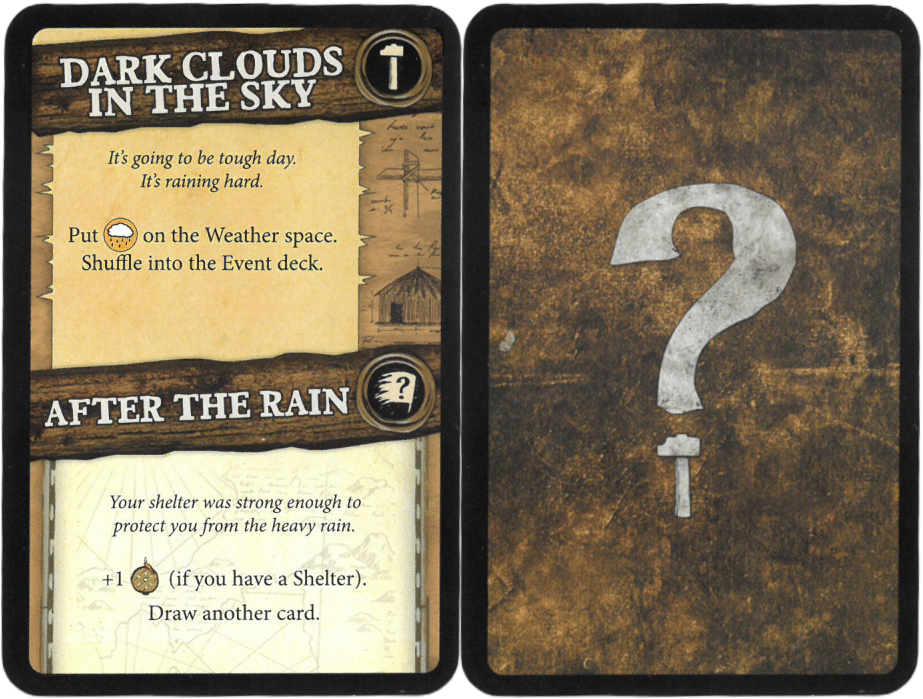 DARK CLOUDS
IN THE SKY
It's going to be tough day.
It's raining hard.
Put on the Weather space.
Shuffle into the Event deck.
?
AFTER THE RAIN
Your shelter was strong enough to
protect you from the heavy rain.
+1 (if you have a Shelter).
Draw another card.
?